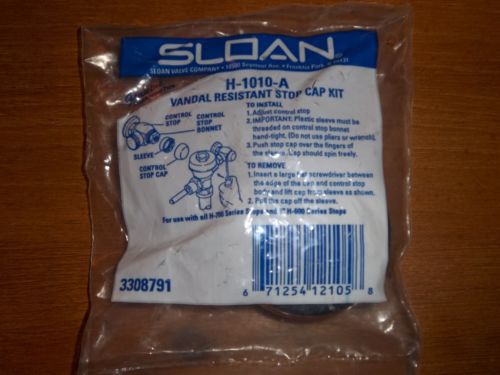 SLOAN
SLOAN VALVE COMPANY • 10500 Seymour Ave. • Franklin Park, IL 60131
H-1010-A
VANDAL RESISTANT STOP CAP KIT
CONTROL STOP
CONTROL STOP BONNET
SLEEVE
CONTROL STOP CAP
TO INSTALL
1. Adjust control stop
2. IMPORTANT: Plastic sleeve must be
threaded on control stop bonnet
hand-tight. (Do not use pliers or wrench).
3. Push stop cap over the fingers of
the sleeve. Cap should spin freely.
TO REMOVE
1. Insert a large flat screwdriver between
the edge of the cap and control stop
body and lift cap from sleeve as shown.
2. Pull the cap off the sleeve.
For use with all H-700 Series Stops and 1" H-600 Series Stops
3308791
6 71254 12105 8